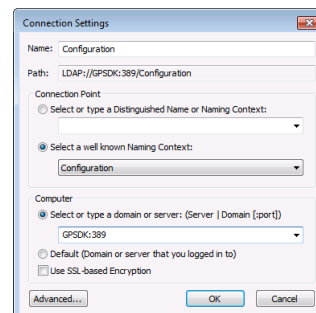 Connection Settings
Name: Configuration
Path: LDAP://GPSDK:389/Configuration
Connection Point
Select or type a Distinguished Name or Naming Context:
Select a well known Naming Context:
Configuration
Computer
Select or type a domain or server: (Server | Domain [:port])
GPSDK:389
Default (Domain or server that you logged in to)
Use SSL-based Encryption
Advanced... OK Cancel